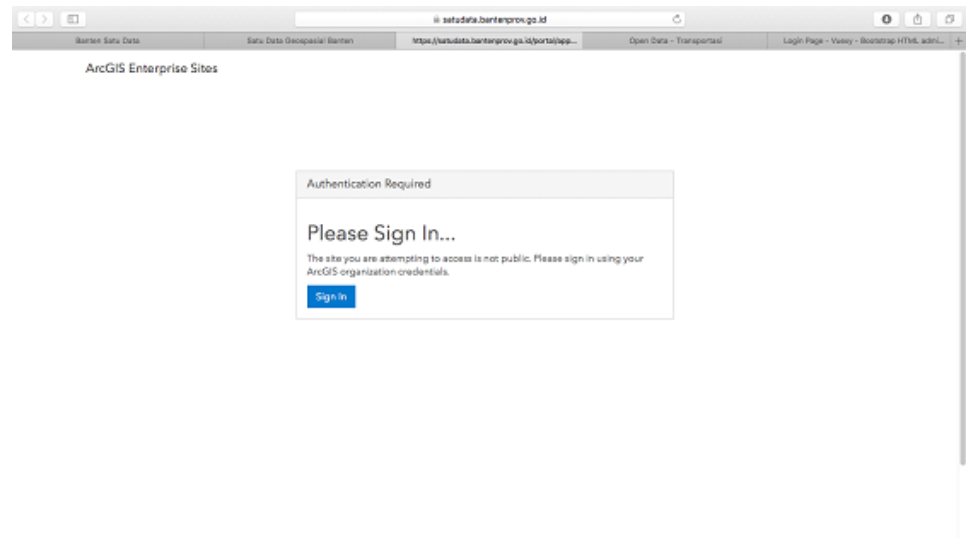 satudata.bantenprov.go.id
Banten Satu Data
Satu Data Geospasial Banten
https://satudata.bantenprov.go.id/portal/app...
Open Data - Transportasi
Login Page - Vuexy - Bootstrap HTML admi...
ArcGIS Enterprise Sites
Authentication Required
Please Sign In...
The site you are attempting to access is not public. Please sign in using your
ArcGIS organization credentials.
Sign In